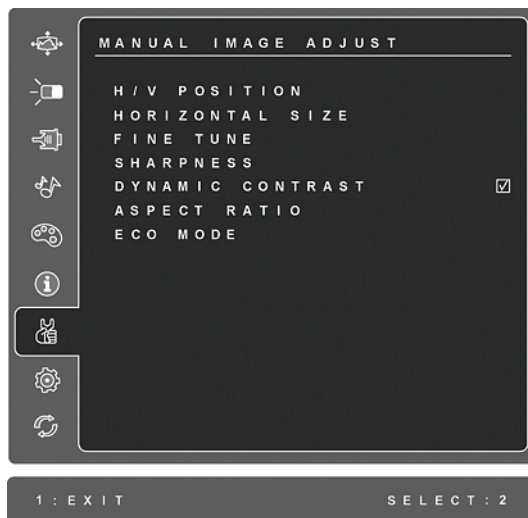 MANUAL IMAGE ADJUST
H/V POSITION
HORIZONTAL SIZE
FINE TUNE
SHARPNESS
DYNAMIC CONTRAST
ASPECT RATIO
ECO MODE
1:EXIT SELECT:2